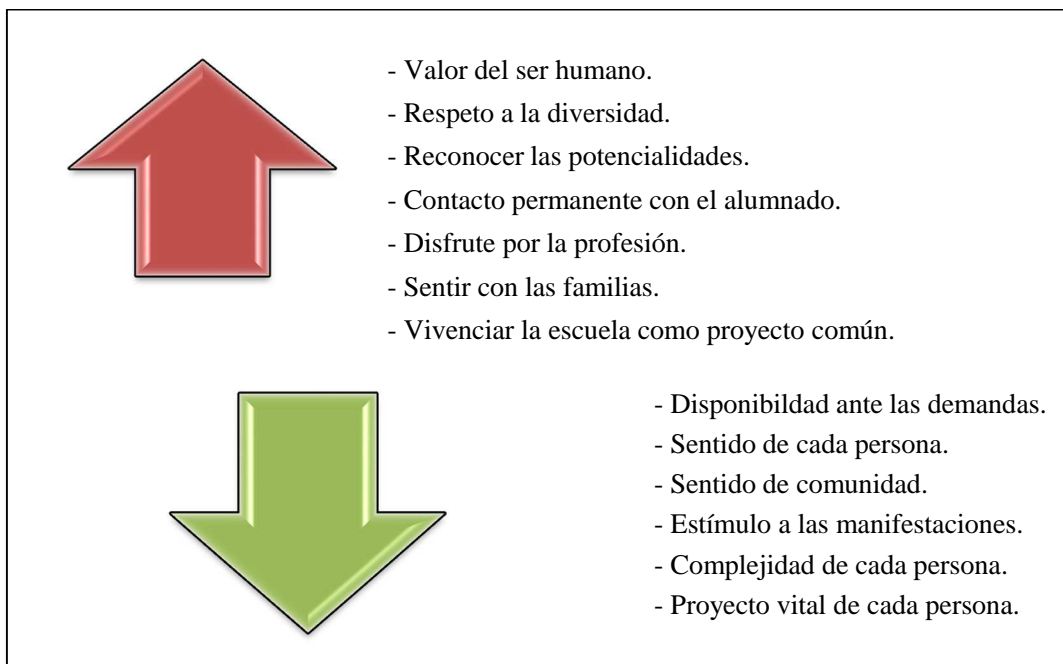 - Valor del ser humano.
- Respeto a la diversidad.
- Reconocer las potencialidades.
- Contacto permanente con el alumnado.
- Disfrute por la profesión.
- Sentir con las familias.
- Vivenciar la escuela como proyecto común.
- Disponibildad ante las demandas.
- Sentido de cada persona.
- Sentido de comunidad.
- Estímulo a las manifestaciones.
- Complejidad de cada persona.
- Proyecto vital de cada persona.